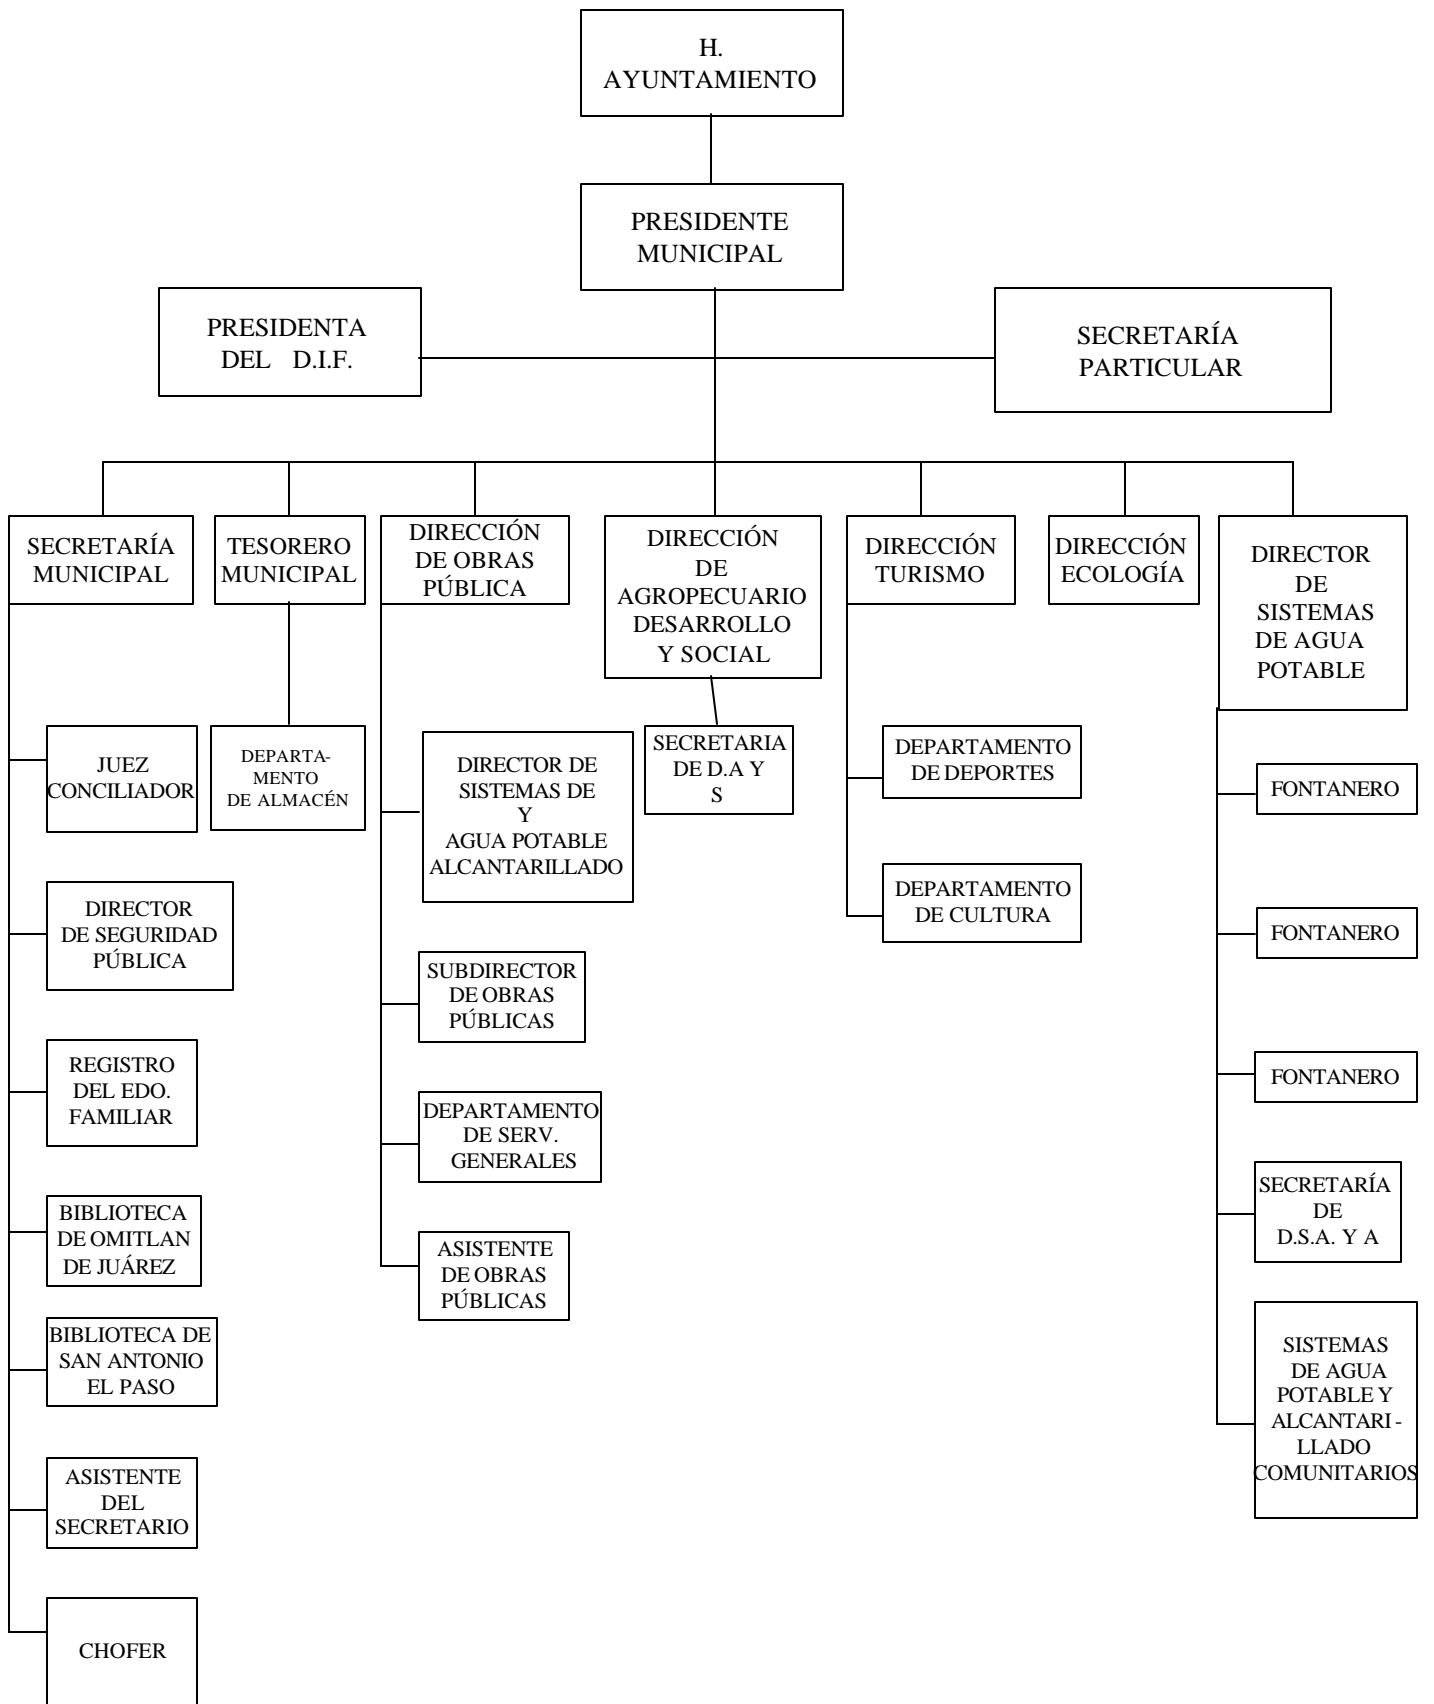 H.
AYUNTAMIENTO
PRESIDENTE
MUNICIPAL
PRESIDENTA
DEL D.I.F.
SECRETARÍA
PARTICULAR
SECRETARÍA
MUNICIPAL
TESORERO
MUNICIPAL
DIRECCIÓN
DE OBRAS
PÚBLICA
DIRECCIÓN
DE
AGROPECUARIO
DESARROLLO
Y SOCIAL
DIRECCIÓN
TURISMO
DIRECCIÓN
ECOLOGÍA
DIRECTOR
DE
SISTEMAS
DE AGUA
POTABLE
JUEZ
CONCILIADOR
DIRECTOR
DE SEGURIDAD
PÚBLICA
REGISTRO
DEL EDO.
FAMILIAR
BIBLIOTECA
DE OMITLAN
DE JUÁREZ
BIBLIOTECA DE
SAN ANTONIO
EL PASO
ASISTENTE
DEL
SECRETARIO
CHOFER
DEPARTA-
MENTO
DE ALMACÉN
DIRECTOR DE
SISTEMAS DE
Y
AGUA POTABLE
ALCANTARILLADO
SUBDIRECTOR
DE OBRAS
PÚBLICAS
DEPARTAMENTO
DE SERV.
GENERALES
ASISTENTE
DE OBRAS
PÚBLICAS
SECRETARIA
DE D.A Y
S
DEPARTAMENTO
DE DEPORTES
DEPARTAMENTO
DE CULTURA
FONTANERO
FONTANERO
FONTANERO
SECRETARÍA
DE
D.S.A. Y A
SISTEMAS
DE AGUA
POTABLE Y
ALCANTARI -
LLADO
COMUNITARIOS